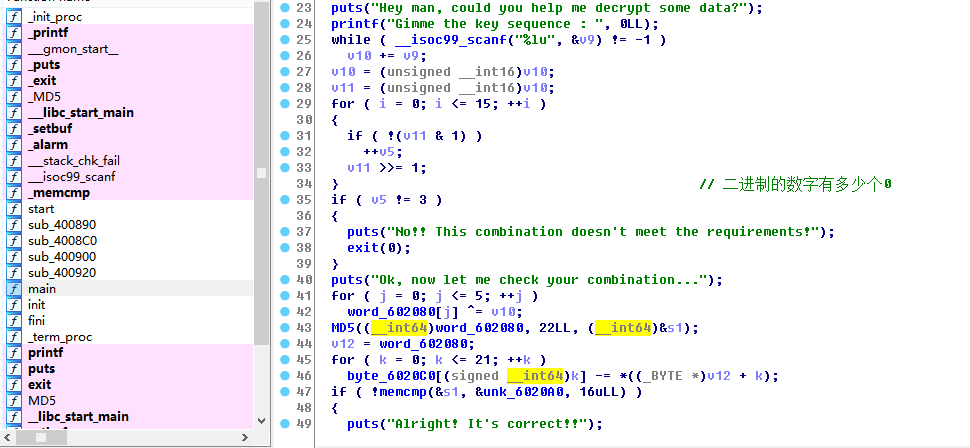 _init_proc
_printf
___gmon_start__
_puts
_exit
_MD5
__libc_start_main
_setbuf
_alarm
___stack_chk_fail
___isoc99_scanf
_memcmp
start
sub_400890
sub_4008C0
sub_400900
sub_400920
main
init
fini
_term_proc
printf
puts
exit
MD5
__libc_start_main
23 puts("Hey man, could you help me decrypt some data?");
24 printf("Gimme the key sequence : ", 0LL);
25 while ( __isoc99_scanf("%lu", &v9) != -1 )
26 v10 += v9;
27 v10 = (unsigned __int16)v10;
28 v11 = (unsigned __int16)v10;
29 for ( i = 0; i <= 15; ++i )
30 {
31 if ( !(v11 & 1) )
32 ++v5;
33 v11 >>= 1;
34 } // 二进制的数字有多少个0
35 if ( v5 != 3 )
36 {
37 puts("No!! This combination doesn't meet the requirements!");
38 exit(0);
39 }
40 puts("Ok, now let me check your combination...");
41 for ( j = 0; j <= 5; ++j )
42 word_602080[j] ^= v10;
43 MD5((__int64)word_602080, 22LL, (__int64)&s1);
44 v12 = word_602080;
45 for ( k = 0; k <= 21; ++k )
46 byte_6020C0[(signed __int64)k] -= *((_BYTE *)v12 + k);
47 if ( !memcmp(&s1, &unk_6020A0, 16uLL) )
48 {
49 puts("Alright! It's correct!!");